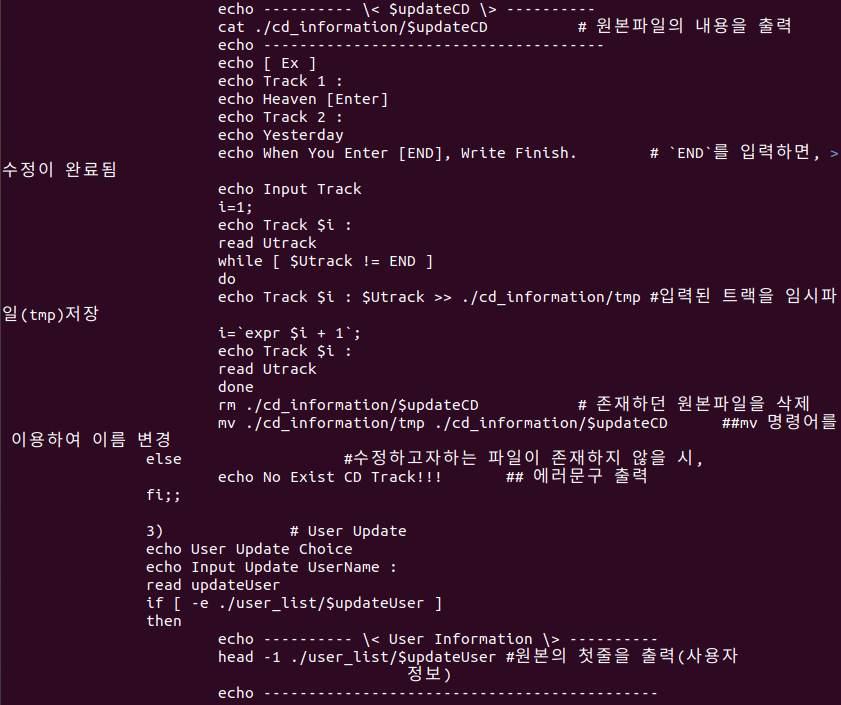 echo ---------- \< $updateCD \> ----------
cat ./cd_information/$updateCD # 원본파일의 내용을 출력
echo --------------------------------------
echo [ Ex ]
echo Track 1 :
echo Heaven [Enter]
echo Track 2 :
echo Yesterday
echo When You Enter [END], Write Finish. # `END`를 입력하면, >
수정이 완료됨
echo Input Track
i=1;
echo Track $i :
read Utrack
while [ $Utrack != END ]
do
echo Track $i : $Utrack >> ./cd_information/tmp #입력된 트랙을 임시파
일(tmp)저장
i=`expr $i + 1`;
echo Track $i :
read Utrack
done
rm ./cd_information/$updateCD # 존재하던 원본파일을 삭제
mv ./cd_information/tmp ./cd_information/$updateCD ##mv 명령어를
이용하여 이름 변경
else #수정하고자하는 파일이 존재하지 않을 시,
echo No Exist CD Track!!! ## 에러문구 출력
fi;;
3) # User Update
echo User Update Choice
echo Input Update UserName :
read updateUser
if [ -e ./user_list/$updateUser ]
then
echo ---------- \< User Information \> ----------
head -1 ./user_list/$updateUser #원본의 첫줄을 출력(사용자
정보)
echo --------------------------------------------